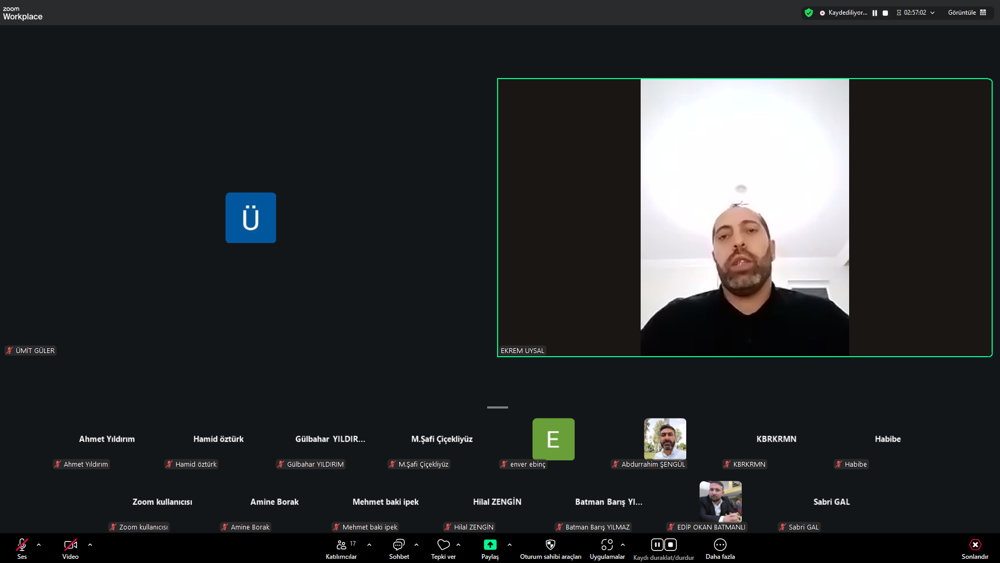 zoom
Workplace
Kaydediliyor...
02:57:02
Görüntüle
Ü
ÜMİT GÜLER
EKREM UYSAL
Ahmet Yıldırım
Hamid öztürk
Gülbahar YILDIR...
M.Şafi Çiçekliyüz
E
KBRKRMN
Habibe
Ahmet Yıldırım
Hamid öztürk
Gülbahar YILDIRIM
M.Şafi Çiçekliyüz
enver ebinç
Abdurrahim ŞENGÜL
KBRKRMN
Habibe
Zoom kullanıcısı
Amine Borak
Mehmet baki ipek
Hilal ZENGİN
Batman Barış YI...
Sabri GAL
Zoom kullanıcısı
Amine Borak
Mehmet baki ipek
Hilal ZENGİN
Batman Barış YILMAZ
EDİP OKAN BATMANLI
Sabri GAL
Ses
Video
Katılımcılar
17
Sohbet
Tepki ver
Paylaş
Oturum sahibi araçları
Uygulamalar
Kaydı duraklat/durdur
Daha fazla
Sonlandır